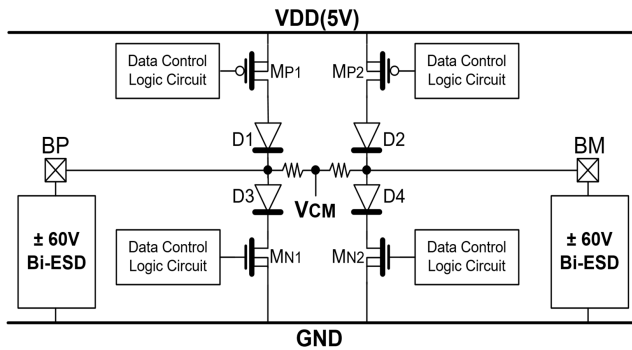 VDD(5V)
Data Control
Logic Circuit
MP1
MP2
Data Control
Logic Circuit
D1
D2
BP
BM
D3
VCM
D4
± 60V
Bi-ESD
Data Control
Logic Circuit
MN1
MN2
Data Control
Logic Circuit
± 60V
Bi-ESD
GND